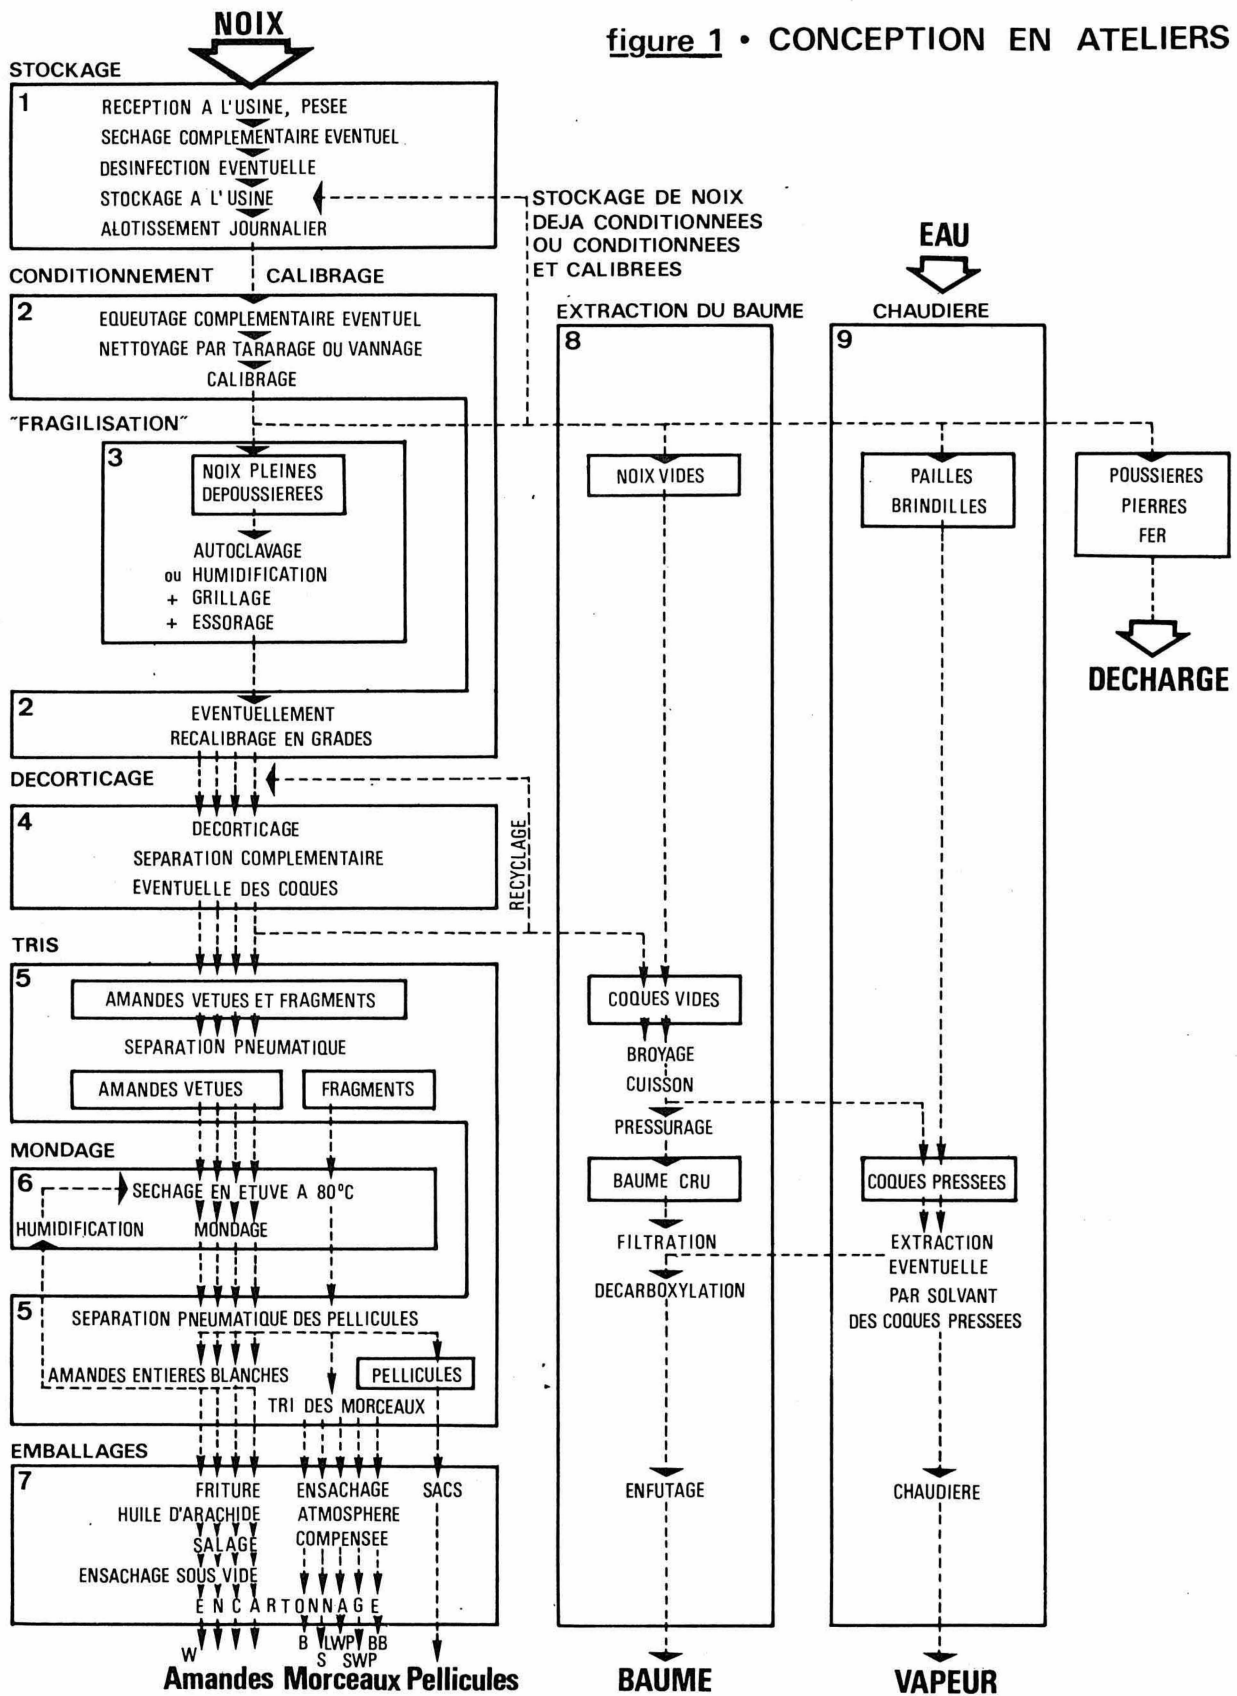 NOIX
figure 1 • CONCEPTION EN ATELIERS
STOCKAGE
1
RECEPTION A L'USINE, PESEE
SECHAGE COMPLEMENTAIRE EVENTUEL
DESINFECTION EVENTUELLE
STOCKAGE A L'USINE
ALOTISSEMENT JOURNALIER
STOCKAGE DE NOIX
DEJA CONDITIONNEES
OU CONDITIONNEES
ET CALIBREES
CONDITIONNEMENT CALIBRAGE
2
EQUEUTAGE COMPLEMENTAIRE EVENTUEL
NETTOYAGE PAR TARARAGE OU VANNAGE
CALIBRAGE
"FRAGILISATION"
3
NOIX PLEINES
DEPOUSSIEREES
AUTOCLAVAGE
ou HUMIDIFICATION
+ GRILLAGE
+ ESSORAGE
2
EVENTUELLEMENT
RECALIBRAGE EN GRADES
DECORTICAGE
4
DECORTICAGE
SEPARATION COMPLEMENTAIRE
EVENTUELLE DES COQUES
RECYCLAGE
TRIS
5
AMANDES VETUES ET FRAGMENTS
SEPARATION PNEUMATIQUE
AMANDES VETUES
FRAGMENTS
MONDAGE
6
SECHAGE EN ETUVE A 80°C
HUMIDIFICATION
MONDAGE
5
SEPARATION PNEUMATIQUE DES PELLICULES
AMANDES ENTIERES BLANCHES
PELLICULES
TRI DES MORCEAUX
EMBALLAGES
7
FRITURE
HUILE D'ARACHIDE
SALAGE
ENSACHAGE SOUS VIDE
ENSACHAGE
ATMOSPHERE
COMPENSEE
SACS
ENCARTONNAGE
W
B
S
LWP
SWP
BB
Amandes Morceaux Pellicules
EXTRACTION DU BAUME
8
NOIX VIDES
COQUES VIDES
BROYAGE
CUISSON
PRESSURAGE
BAUME CRU
FILTRATION
DECARBOXYLATION
ENFUTAGE
BAUME
EAU
CHAUDIERE
9
PAILLES
BRINDILLES
COQUES PRESSEES
EXTRACTION
EVENTUELLE
PAR SOLVANT
DES COQUES PRESSEES
CHAUDIERE
VAPEUR
POUSSIERES
PIERRES
FER
DECHARGE